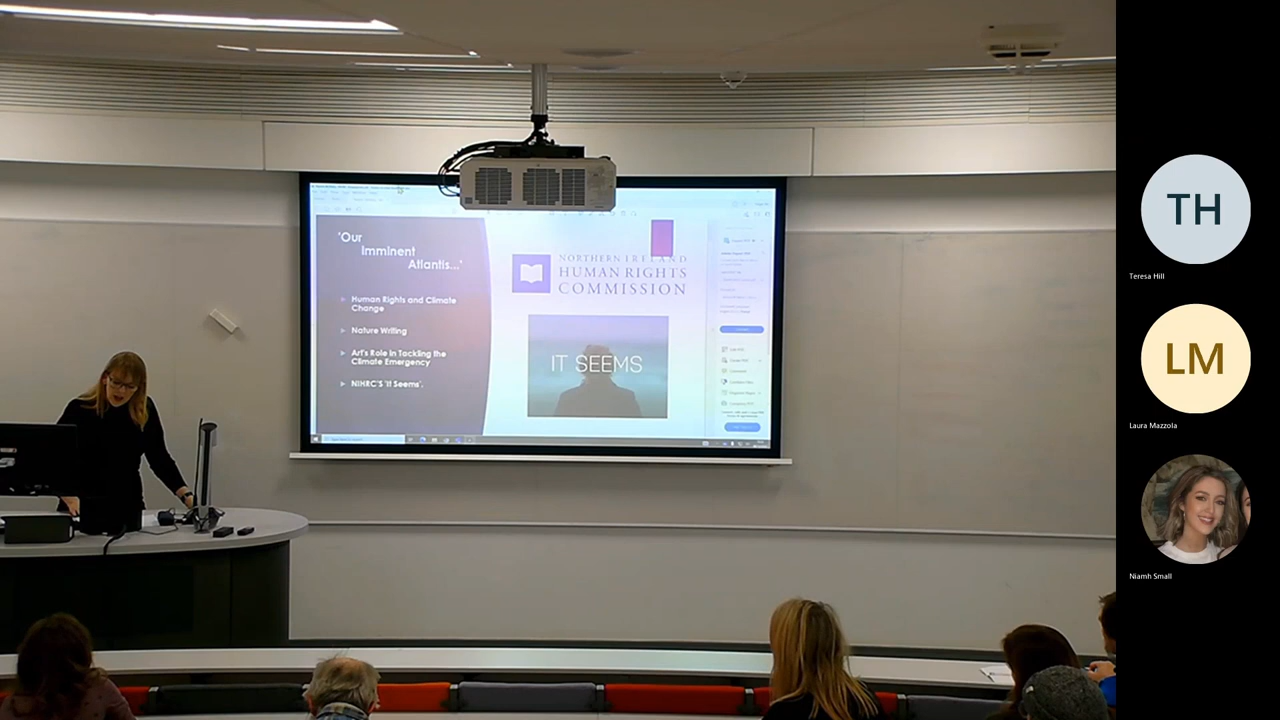 'Our
Imminent
Atlantis...'
Human Rights and Climate
Change
Nature Writing
Art's Role in Tackling the
Climate Emergency
NIHRC'S 'It Seems'.
NORTHERN IRELAND
HUMAN RIGHTS
COMMISSION
IT SEEMS
TH
Teresa Hill
LM
Laura Mazzola
Niamh Small